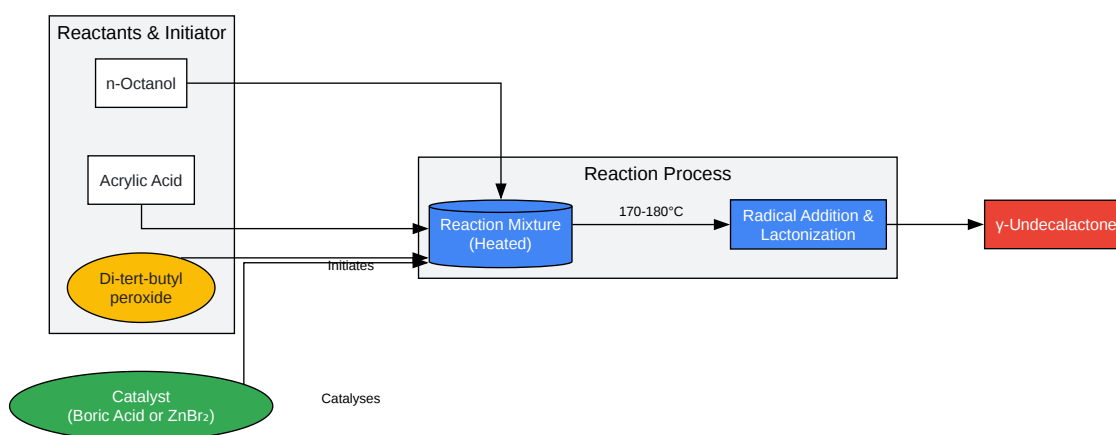 Reactants & Initiator
n-Octanol
Acrylic Acid
Di-tert-butyl
peroxide
Initiates
Catalyst
(Boric Acid or ZnBr₂)
Catalyses
Reaction Process
Reaction Mixture
(Heated)
170-180°C
Radical Addition &
Lactonization
γ-Undecalactone